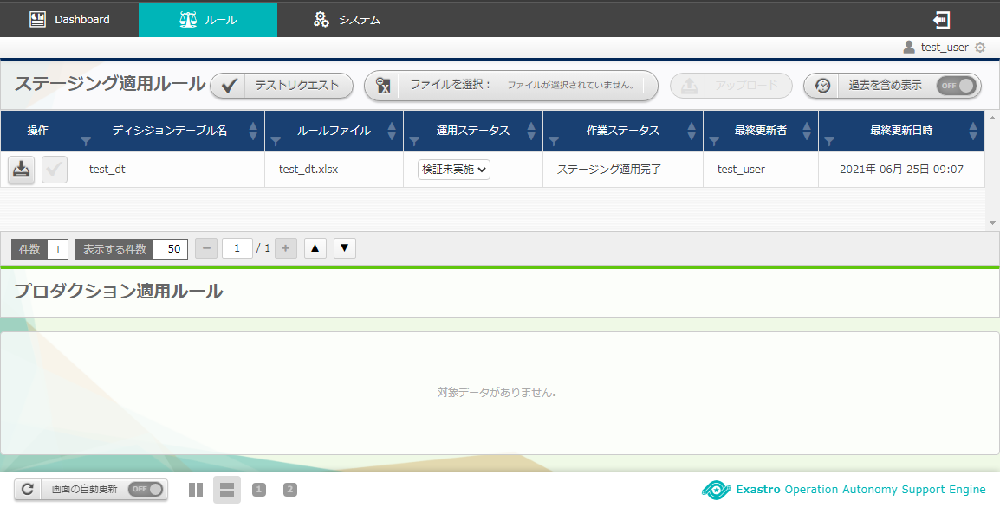 Dashboard ルール システム
test_user
ステージング適用ルール テストリクエスト ファイルを選択： ファイルが選択されていません。 アップロード 過去を含め表示 OFF
操作 ディシジョンテーブル名 ルールファイル 運用ステータス 作業ステータス 最終更新者 最終更新日時
test_dt test_dt.xlsx 検証未実施 ステージング適用完了 test_user 2021年 06月 25日 09:07
件数 1 表示する件数 50 − 1 / 1 + ▲ ▼
プロダクション適用ルール
対象データがありません。
画面の自動更新 OFF 1 2 Exastro Operation Autonomy Support Engine